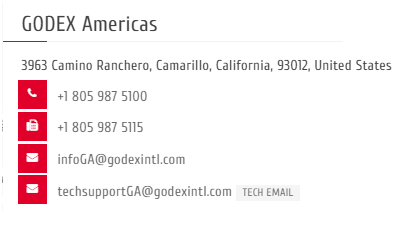 GODEX Americas
3963 Camino Ranchero, Camarillo, California, 93012, United States
+1 805 987 5100
+1 805 987 5115
infoGA@godexintl.com
techsupportGA@godexintl.com TECH EMAIL